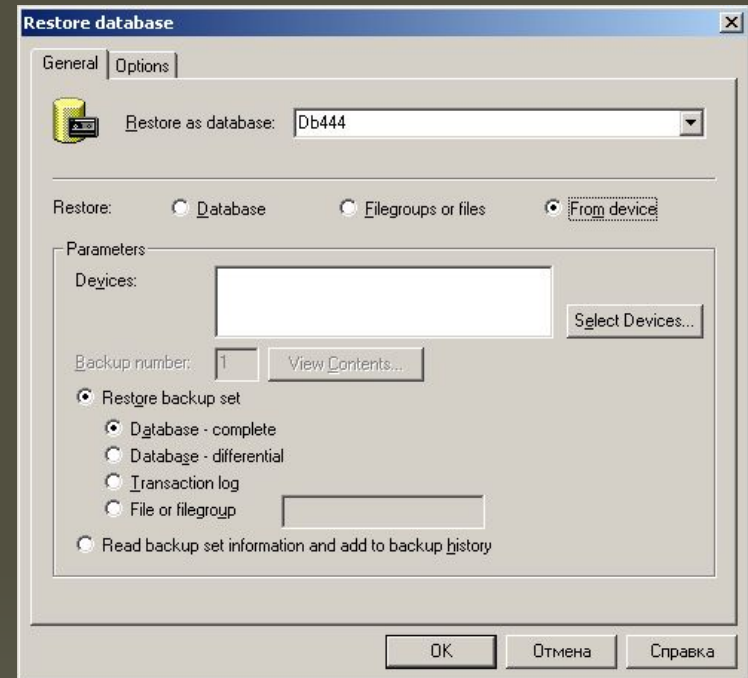 Restore database
General Options
Restore as database: Db444
Restore: Database Filegroups or files From device
Parameters
Devices:
Select Devices...
Backup number: 1 View Contents...
Restore backup set
Database - complete
Database - differential
Transaction log
File or filegroup
Read backup set information and add to backup history
OK Отмена Справка